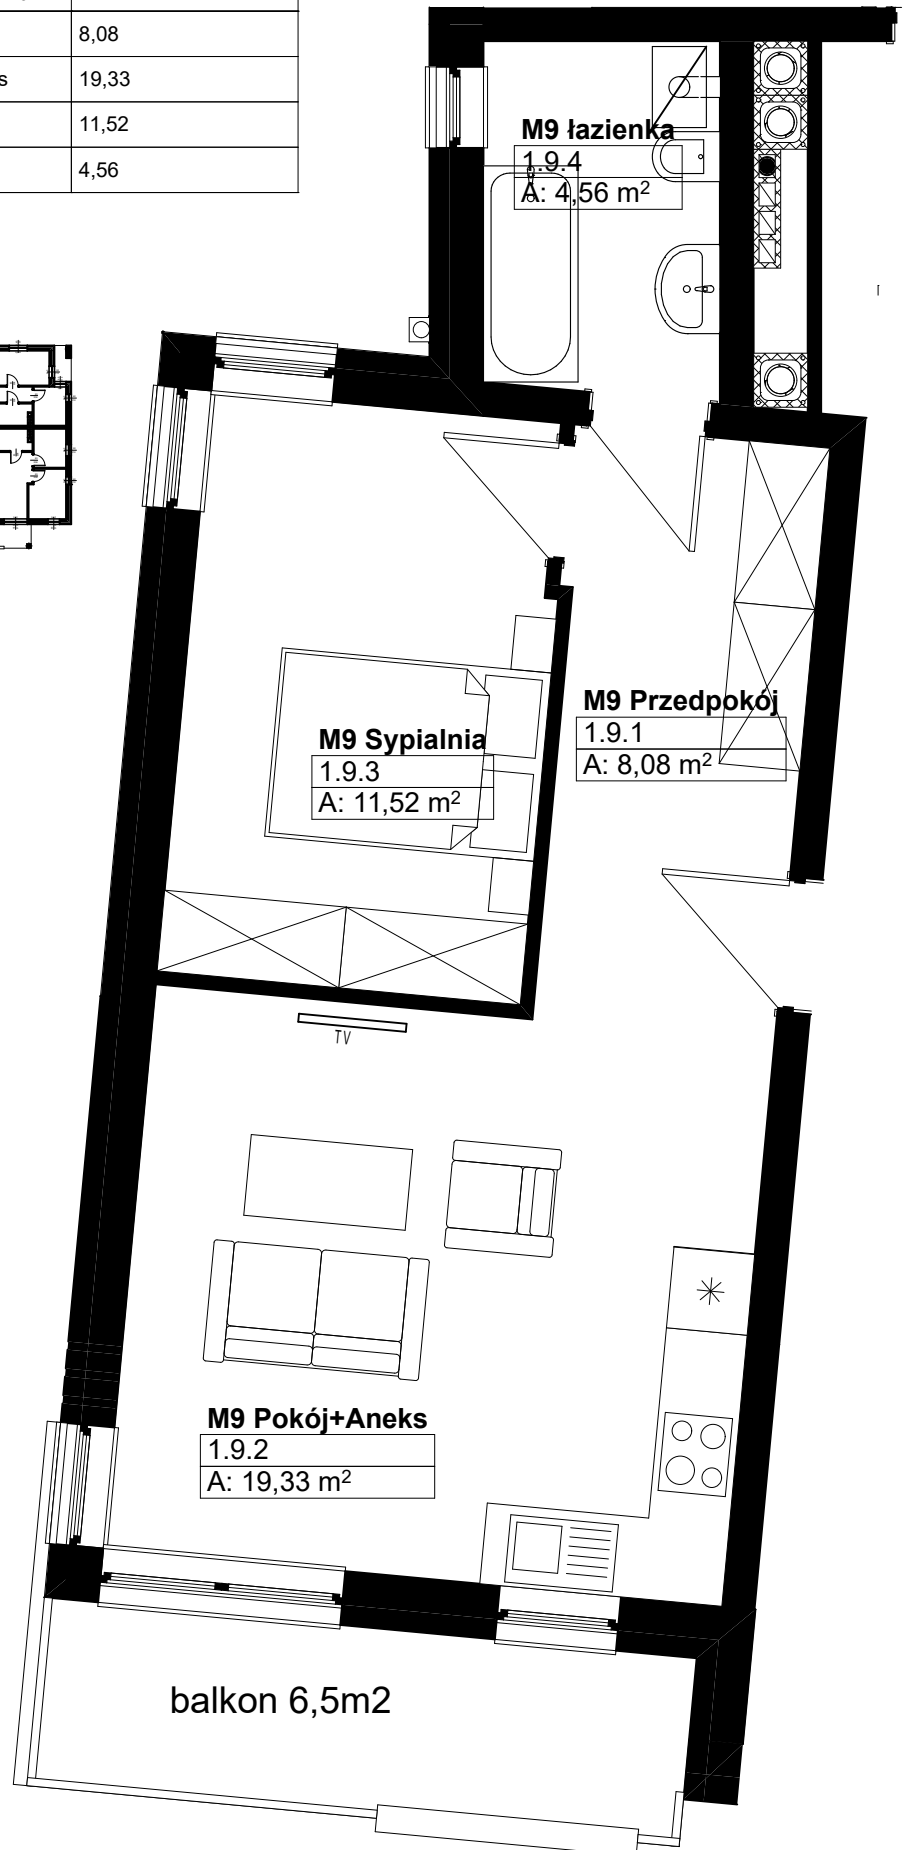 8,08
s 19,33
11,52
4,56
M9 łazienka
1.9.4
A: 4,56 m²
M9 Przedpokój
1.9.1
A: 8,08 m²
M9 Sypialnia
1.9.3
A: 11,52 m²
TV
M9 Pokój+Aneks
1.9.2
A: 19,33 m²
balkon 6,5m2